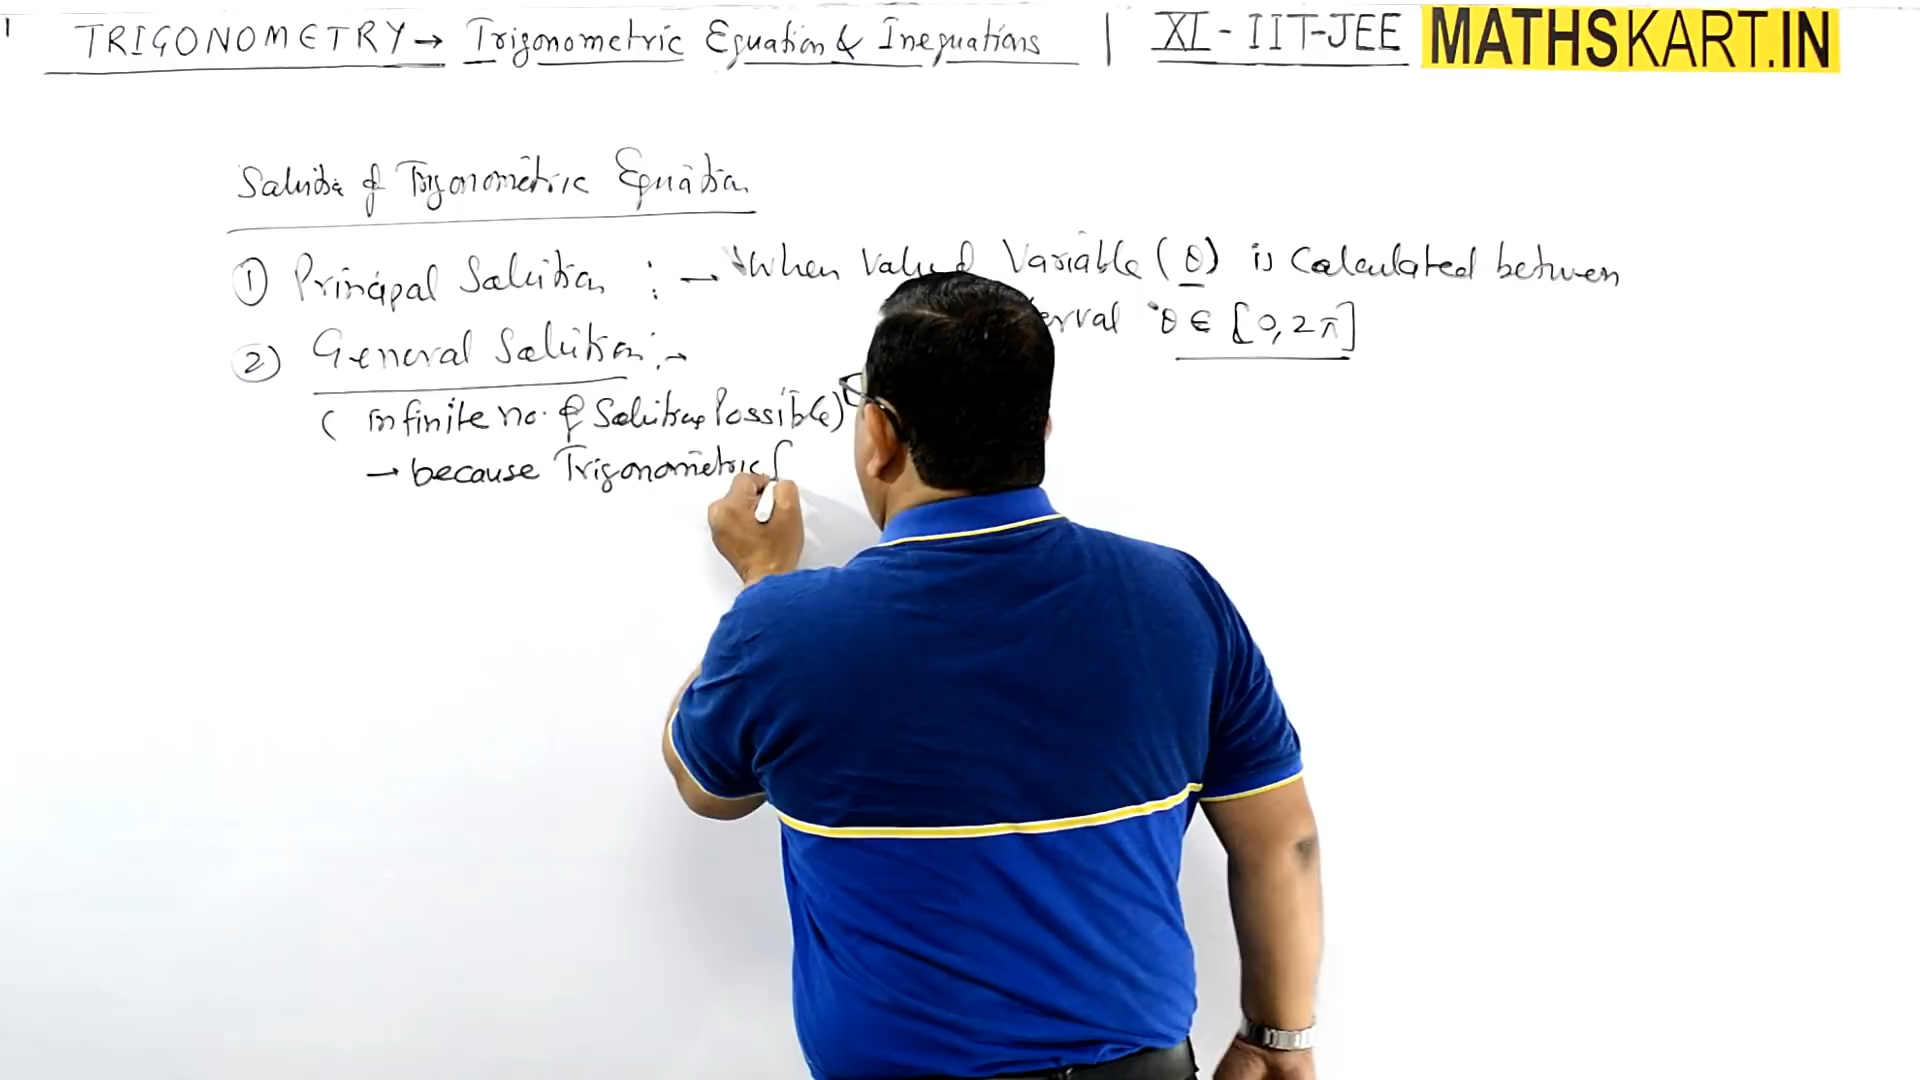 TRIGONOMETRY → Trigonometric Equation & Inequations | XI - IIT-JEE MATHSKART.IN
Solution of Trigonometric Equation
① Principal Solution : → When Value of Variable (θ) is Calculated between
θ ∈ [0, 2π]
② General Solution : →
( infinite no. of Solution Possible)
→ because Trigonometric